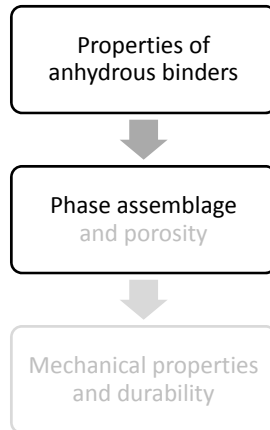 Properties of
anhydrous binders
Phase assemblage
and porosity
Mechanical properties
and durability